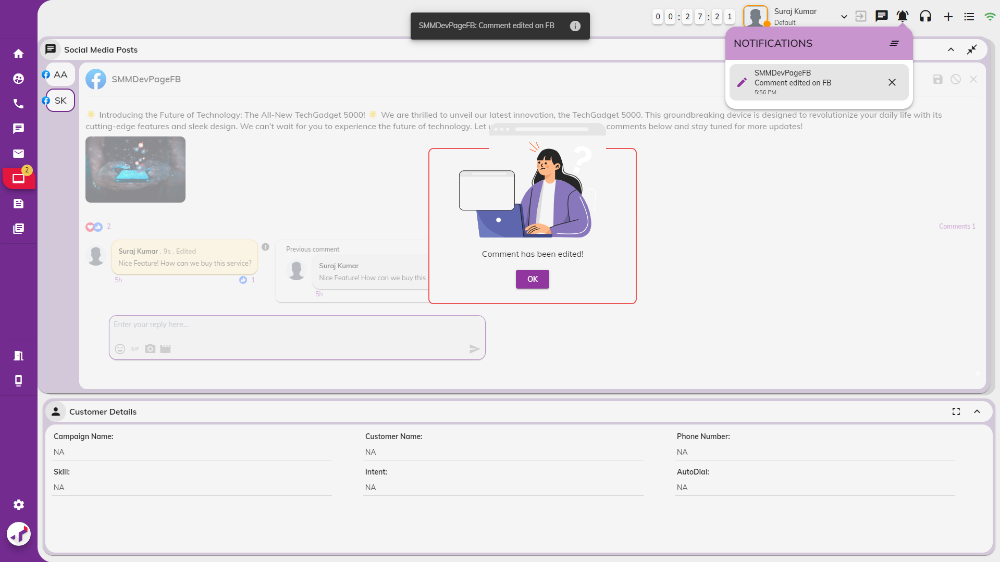 SMMDevPageFB: Comment edited on FB
0 0 : 2 7 : 2 1
Suraj Kumar
Default
NOTIFICATIONS
SMMDevPageFB
Comment edited on FB
5:56 PM
Social Media Posts
AA
SK
SMMDevPageFB
Introducing the Future of Technology: The All-New TechGadget 5000! We are thrilled to unveil our latest innovation, the TechGadget 5000. This groundbreaking device is designed to revolutionize your daily life with its
cutting-edge features and sleek design. We can't wait for you to experience the future of technology. Let comments below and stay tuned for more updates!
2
2
Comments 1
Suraj Kumar . 9s . Edited
Nice Feature! How can we buy this service?
5h
1
Previous comment
Suraj Kumar
Nice Feature! How can we buy this
5h
Comment has been edited!
OK
Enter your reply here...
GIF
Customer Details
Campaign Name:
Customer Name:
Phone Number:
NA
NA
NA
Skill:
Intent:
AutoDial:
NA
NA
NA